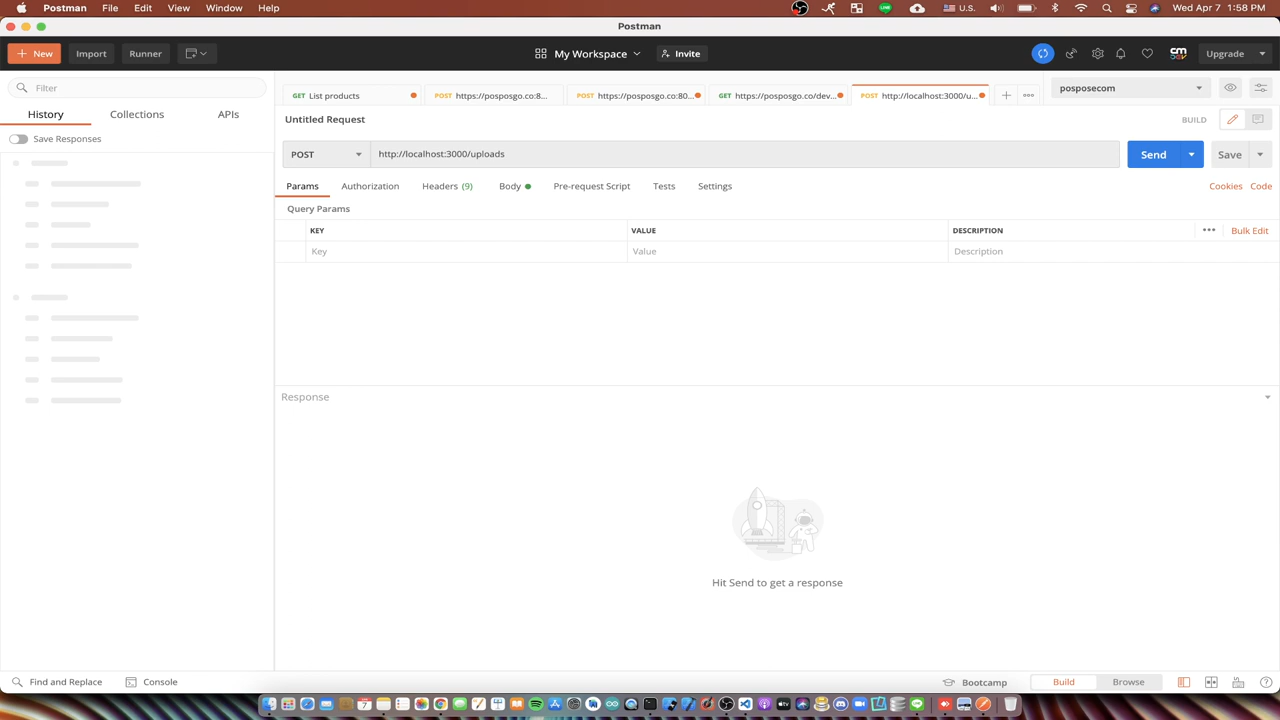 Postman File Edit View Window Help U.S. Wed Apr 7 1:58 PM
Postman
New Import Runner My Workspace Invite Upgrade
Filter
History Collections APIs
Save Responses
GET List products POST https://posposgo.co:8... POST https://posposgo.co:80... GET https://posposgo.co/dev... POST http://localhost:3000/u... posposecom
Untitled Request BUILD
POST http://localhost:3000/uploads Send Save
Params Authorization Headers (9) Body Pre-request Script Tests Settings Cookies Code
Query Params
KEY VALUE DESCRIPTION Bulk Edit
Key Value Description
Response
Hit Send to get a response
Find and Replace Console Bootcamp Build Browse